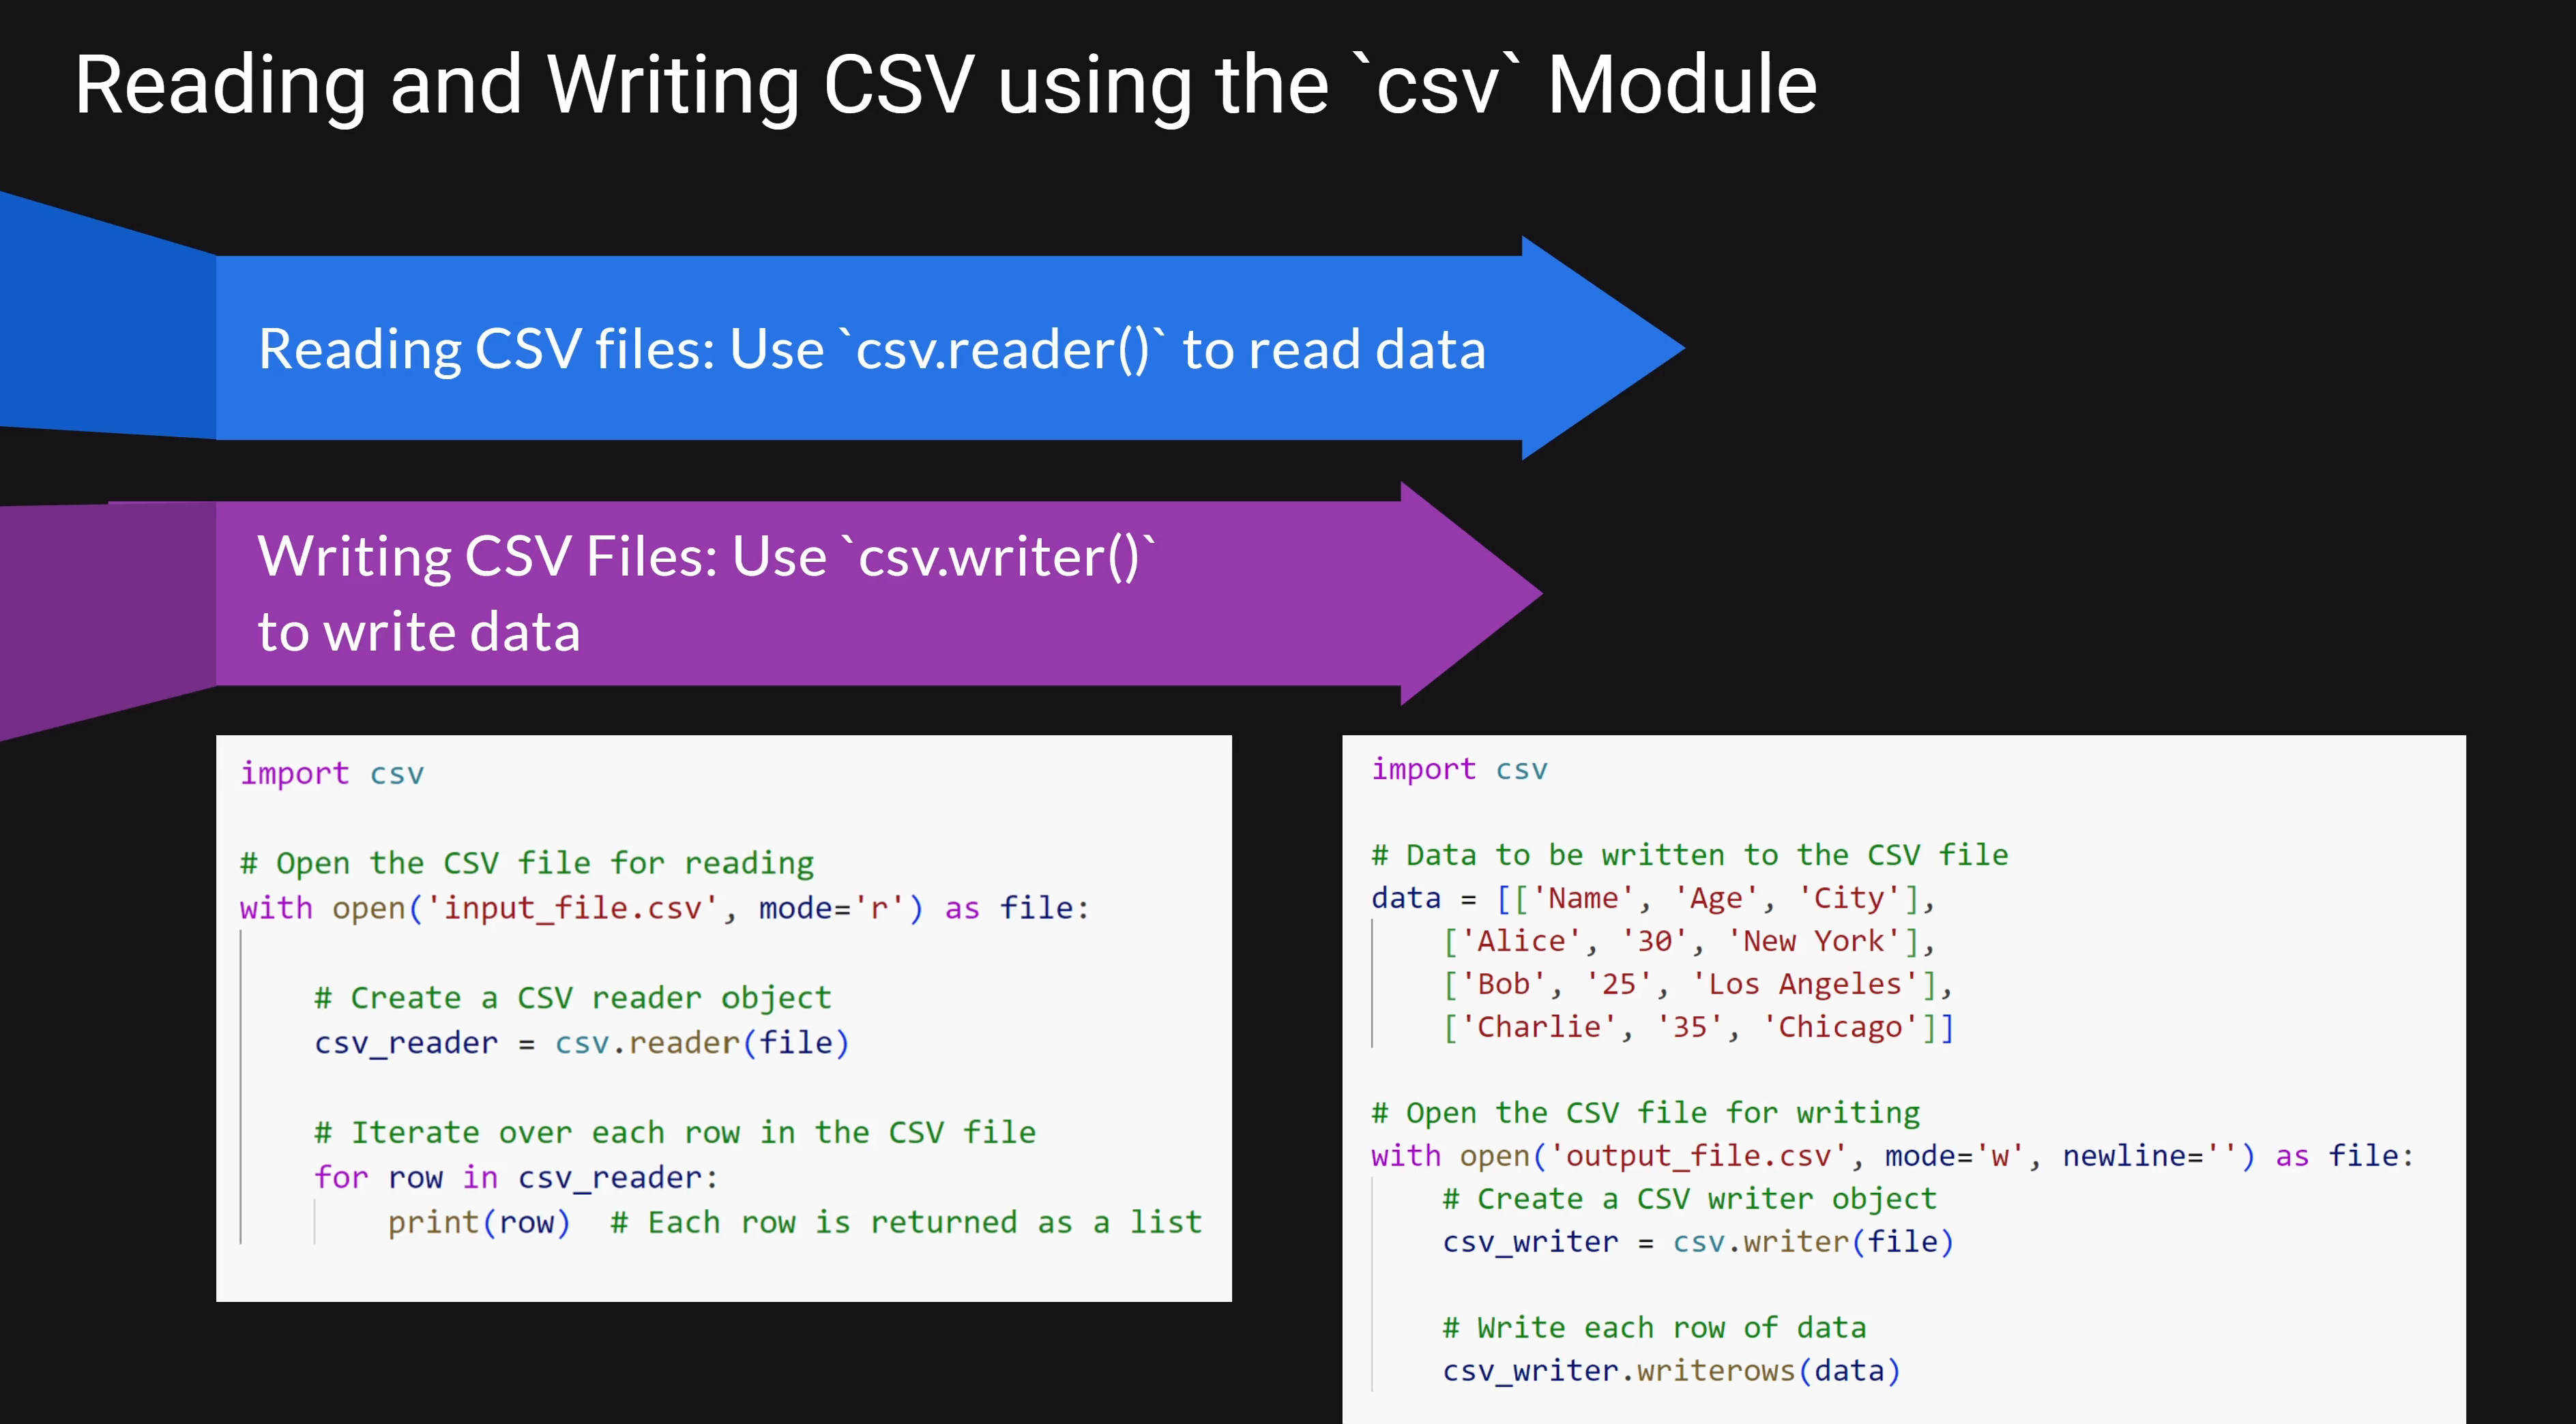 Reading and Writing CSV using the `csv` Module
Reading CSV files: Use `csv.reader()` to read data
Writing CSV Files: Use `csv.writer()`
to write data
import csv
# Open the CSV file for reading
with open('input_file.csv', mode='r') as file:
# Create a CSV reader object
csv_reader = csv.reader(file)
# Iterate over each row in the CSV file
for row in csv_reader:
print(row)  # Each row is returned as a list
import csv
# Data to be written to the CSV file
data = [['Name', 'Age', 'City'],
['Alice', '30', 'New York'],
['Bob', '25', 'Los Angeles'],
['Charlie', '35', 'Chicago']]
# Open the CSV file for writing
with open('output_file.csv', mode='w', newline='') as file:
# Create a CSV writer object
csv_writer = csv.writer(file)
# Write each row of data
csv_writer.writerows(data)